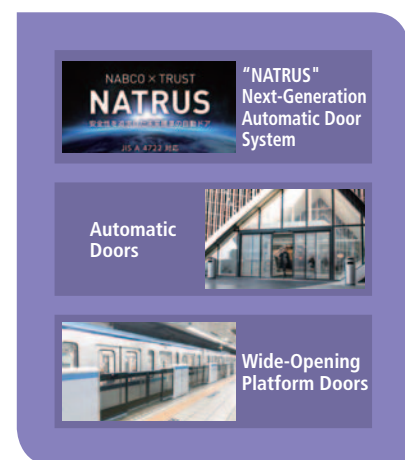 NABCO × TRUST
NATRUS
JIS A 4722 対応
“NATRUS"
Next-Generation
Automatic Door
System
Automatic
Doors
Wide-Opening
Platform Doors